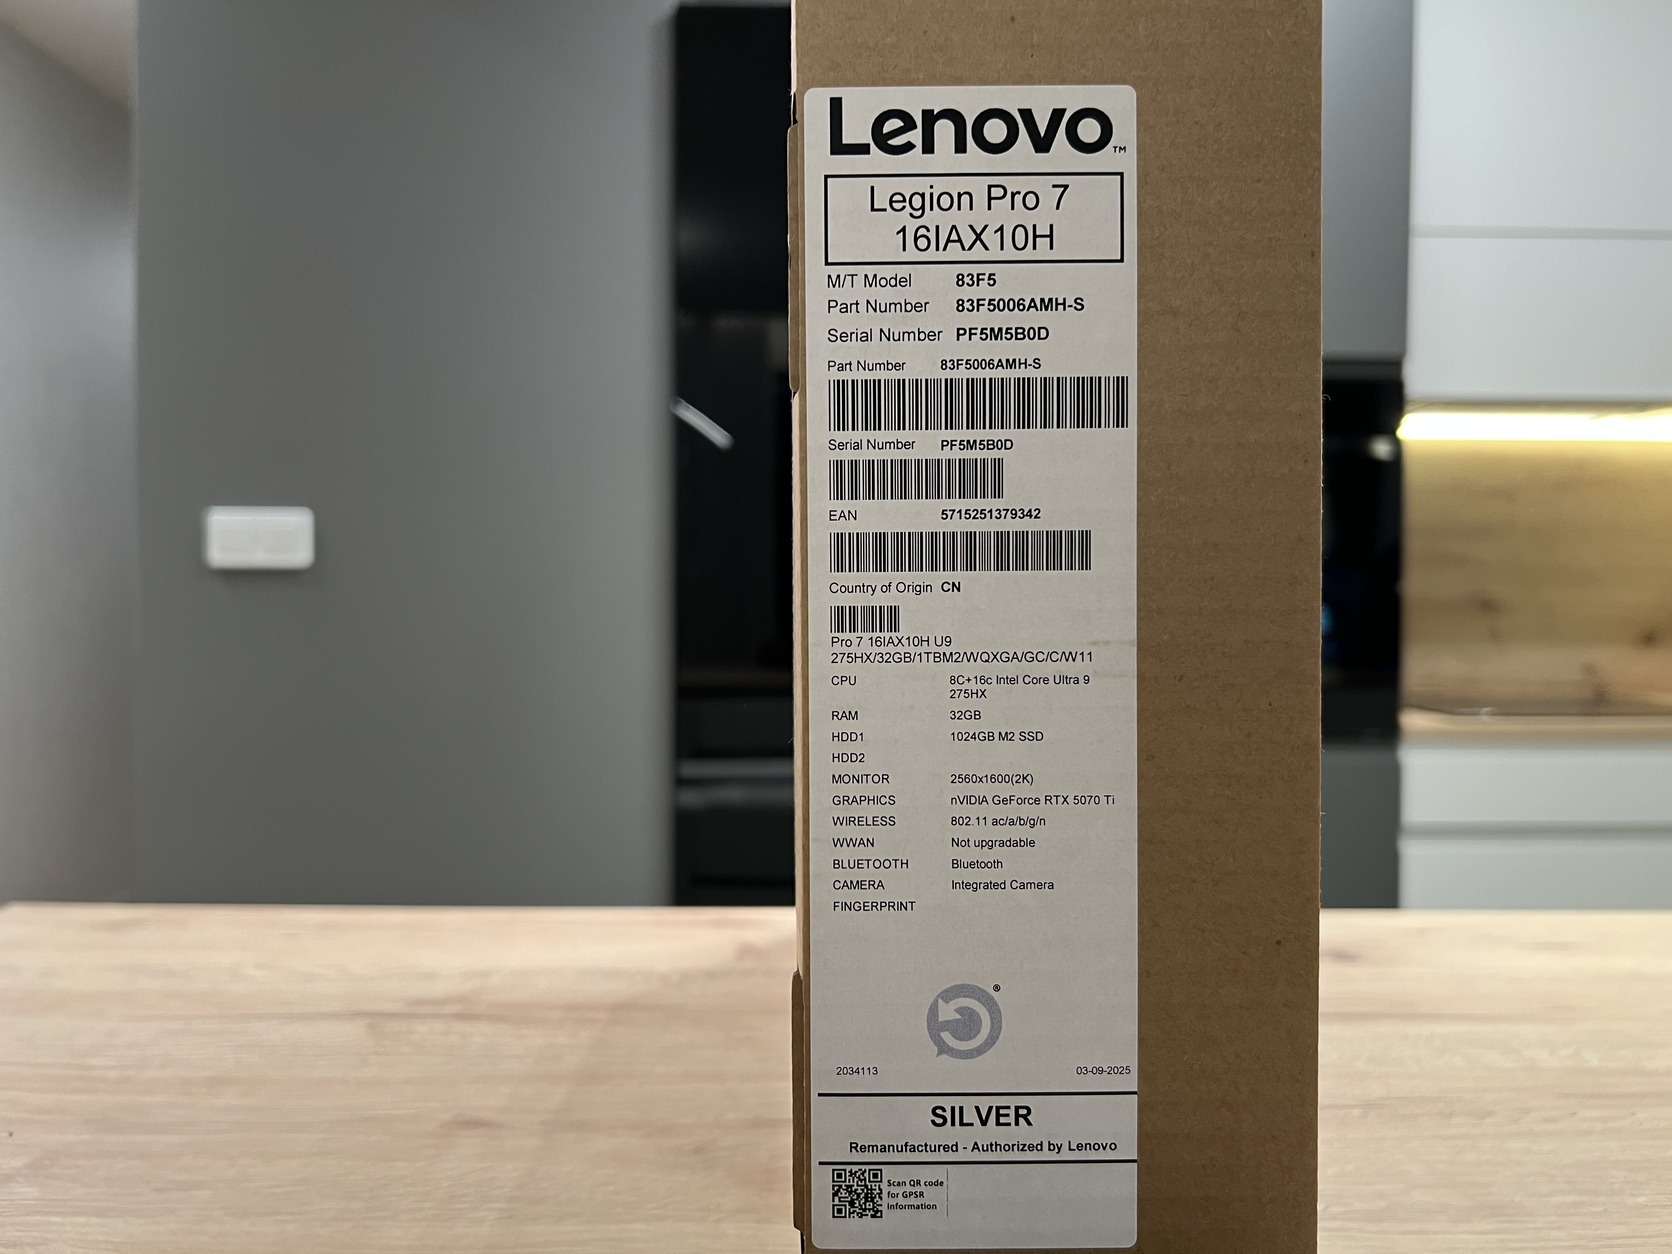 Lenovo™
Legion Pro 7
16IAX10H
M/T Model 83F5
Part Number 83F5006AMH-S
Serial Number PF5M5B0D
Part Number 83F5006AMH-S
Serial Number PF5M5B0D
EAN 5715251379342
Country of Origin CN
Pro 7 16IAX10H U9
275HX/32GB/1TBM2/WQXGA/GC/C/W11
CPU 8C+16c Intel Core Ultra 9
275HX
RAM 32GB
HDD1 1024GB M2 SSD
HDD2
MONITOR 2560x1600(2K)
GRAPHICS nVIDIA GeForce RTX 5070 Ti
WIRELESS 802.11 ac/a/b/g/n
WWAN Not upgradable
BLUETOOTH Bluetooth
CAMERA Integrated Camera
FINGERPRINT
®
2034113 03-09-2025
SILVER
Remanufactured - Authorized by Lenovo
Scan QR code
for GPSR
information